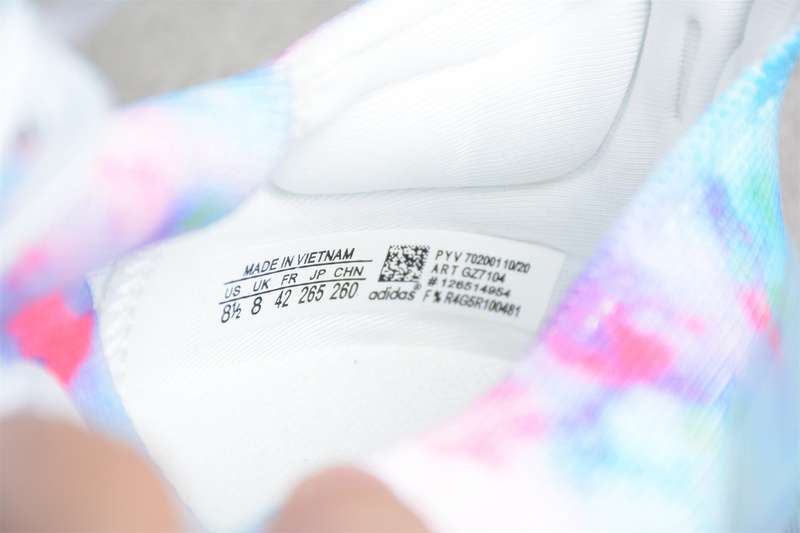 MADE IN VIETNAM
US UK FR JP CHN
8½ 8 42 265 260
adidas®
PYV 702001 10/20
ART GZ7104
# 126514954
F% R4G5R100481